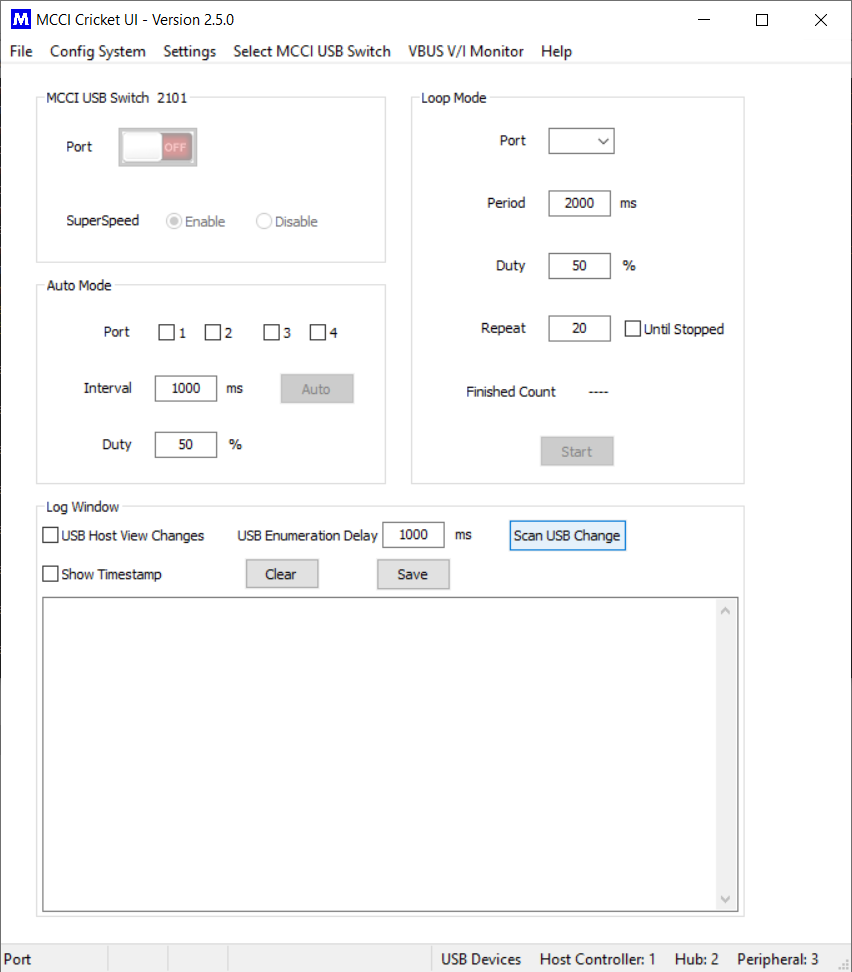 M MCCI Cricket UI - Version 2.5.0
File Config System Settings Select MCCI USB Switch VBUS V/I Monitor Help
MCCI USB Switch 2101
Port OFF
SuperSpeed Enable Disable
Auto Mode
Port 1 2 3 4
Interval 1000 ms Auto
Duty 50 %
Loop Mode
Port
Period 2000 ms
Duty 50 %
Repeat 20 Until Stopped
Finished Count ----
Start
Log Window
USB Host View Changes USB Enumeration Delay 1000 ms Scan USB Change
Show Timestamp Clear Save
Port USB Devices Host Controller: 1 Hub: 2 Peripheral: 3